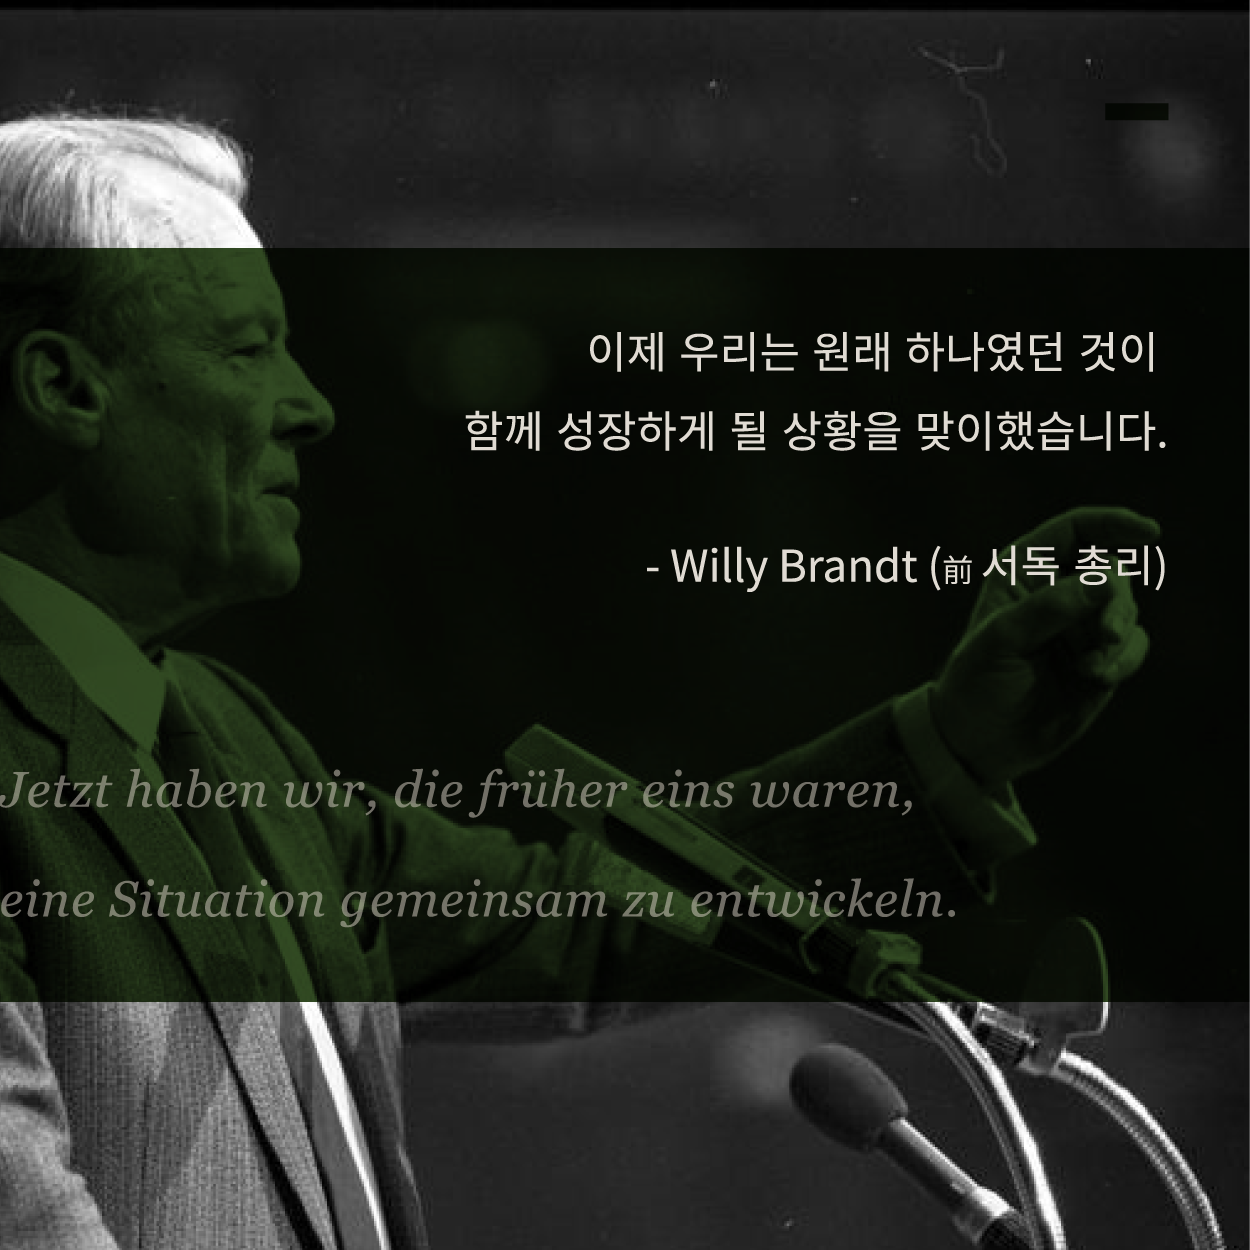 이제 우리는 원래 하나였던 것이
함께 성장하게 될 상황을 맞이했습니다.
- Willy Brandt (前 서독 총리)
Jetzt haben wir, die früher eins waren,
eine Situation gemeinsam zu entwickeln.